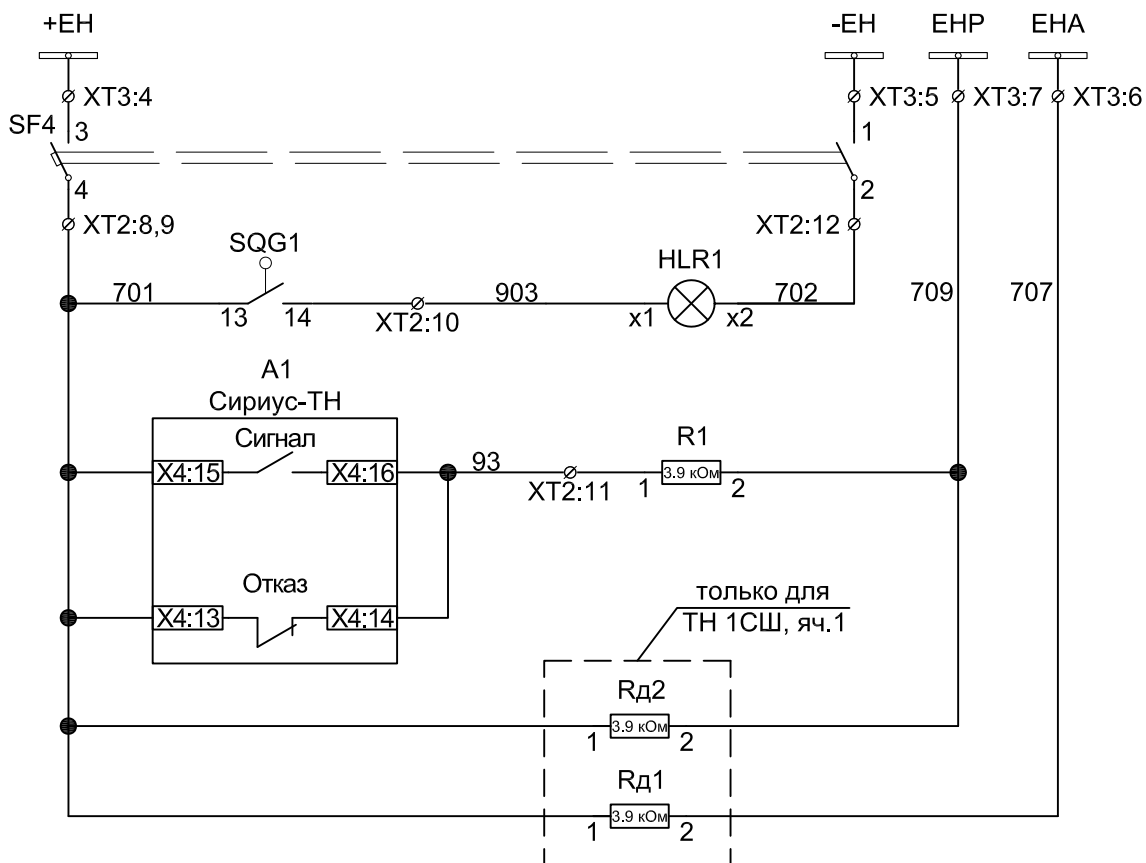 +EH
-EH
EHP
EHA
XT3:4
XT3:5
XT3:7
XT3:6
SF4
3
1
4
2
XT2:8,9
XT2:12
SQG1
HLR1
701
903
702
709
707
13
14
XT2:10
x1
x2
A1
Сириус-ТН
Сигнал
X4:15
X4:16
93
XT2:11
R1
1
3.9 кОм
2
Отказ
X4:13
X4:14
только для
ТН 1СШ, яч.1
Rд2
1
3.9 кОм
2
Rд1
1
3.9 кОм
2